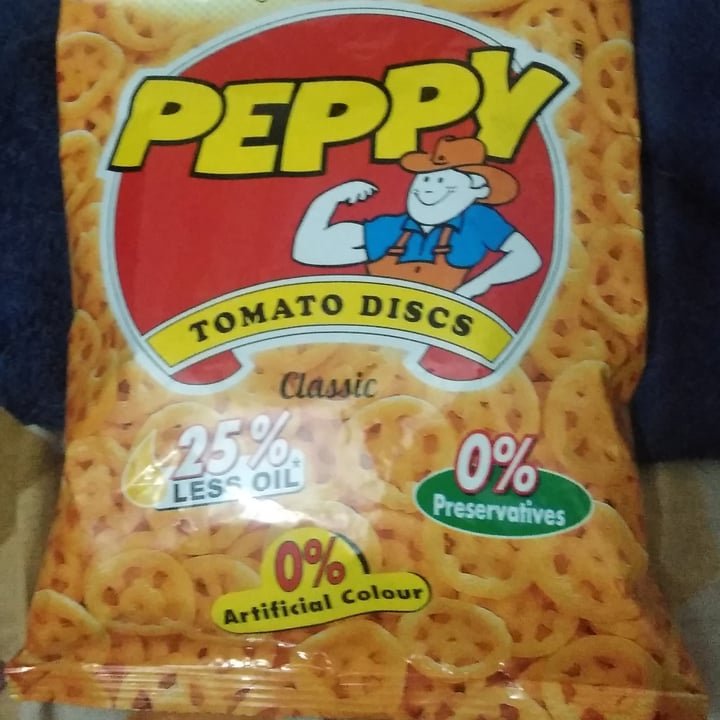 PEPPY
®
TOMATO DISCS
Classic
25%
LESS OIL*
0%
Preservatives
0%
Artificial Colour